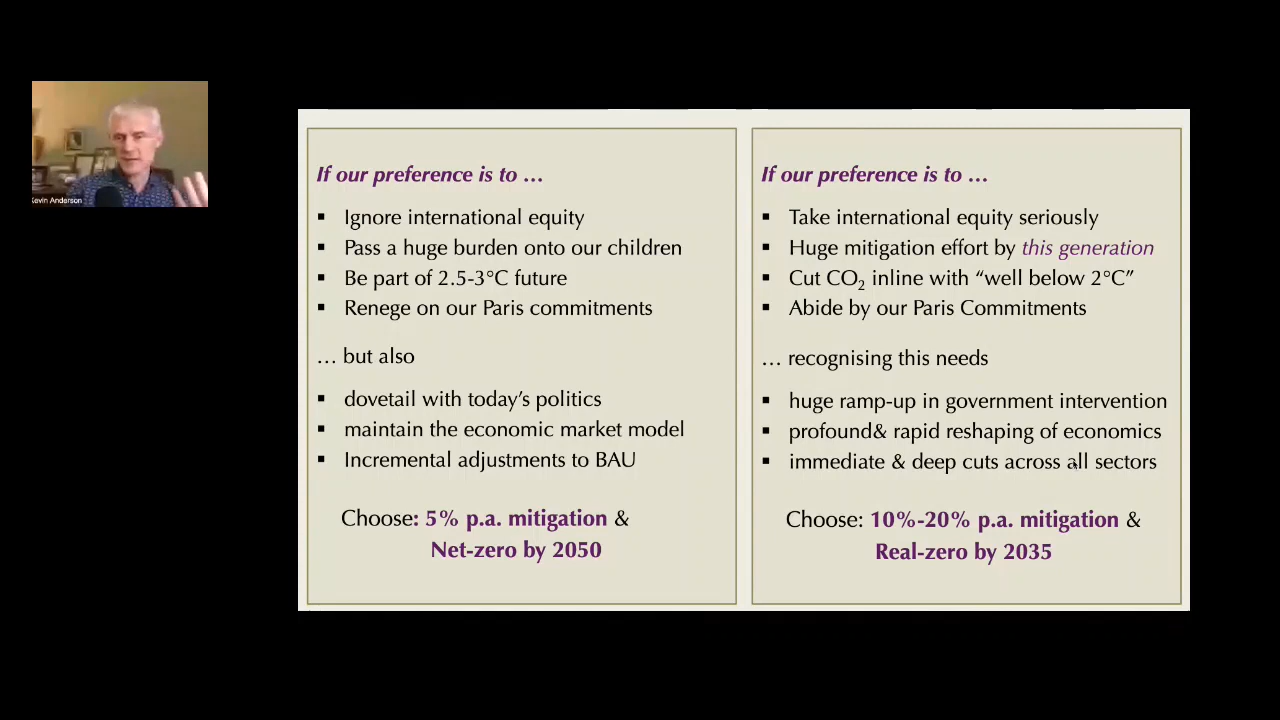 Kevin Anderson
If our preference is to …
▪ Ignore international equity
▪ Pass a huge burden onto our children
▪ Be part of 2.5-3°C future
▪ Renege on our Paris commitments
… but also
▪ dovetail with today’s politics
▪ maintain the economic market model
▪ Incremental adjustments to BAU
Choose: 5% p.a. mitigation &
Net-zero by 2050
If our preference is to …
▪ Take international equity seriously
▪ Huge mitigation effort by this generation
▪ Cut CO₂ inline with “well below 2°C”
▪ Abide by our Paris Commitments
… recognising this needs
▪ huge ramp-up in government intervention
▪ profound& rapid reshaping of economics
▪ immediate & deep cuts across all sectors
Choose: 10%-20% p.a. mitigation &
Real-zero by 2035